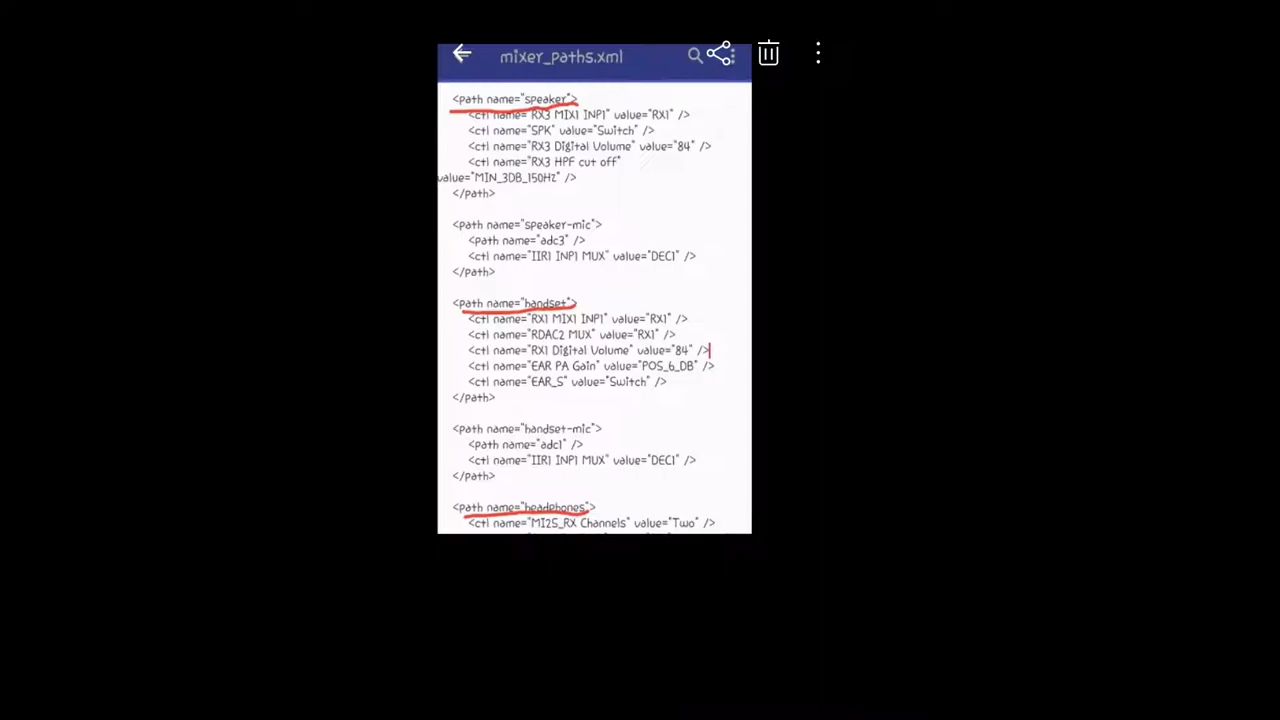 mixer_paths.xml
<path name="speaker">
<ctl name="RX3 MIX1 INP1" value="RX1" />
<ctl name="SPK" value="Switch" />
<ctl name="RX3 Digital Volume" value="84" />
<ctl name="RX3 HPF cut off"
value="MIN_3DB_150Hz" />
</path>
<path name="speaker-mic">
<path name="adc3" />
<ctl name="IIR1 INP1 MUX" value="DEC1" />
</path>
<path name="handset">
<ctl name="RX1 MIX1 INP1" value="RX1" />
<ctl name="RDAC2 MUX" value="RX1" />
<ctl name="RX1 Digital Volume" value="84" />
<ctl name="EAR PA Gain" value="POS_6_DB" />
<ctl name="EAR_S" value="Switch" />
</path>
<path name="handset-mic">
<path name="adc1" />
<ctl name="IIR1 INP1 MUX" value="DEC1" />
</path>
<path name="headphones">
<ctl name="MI2S_RX Channels" value="Two" />